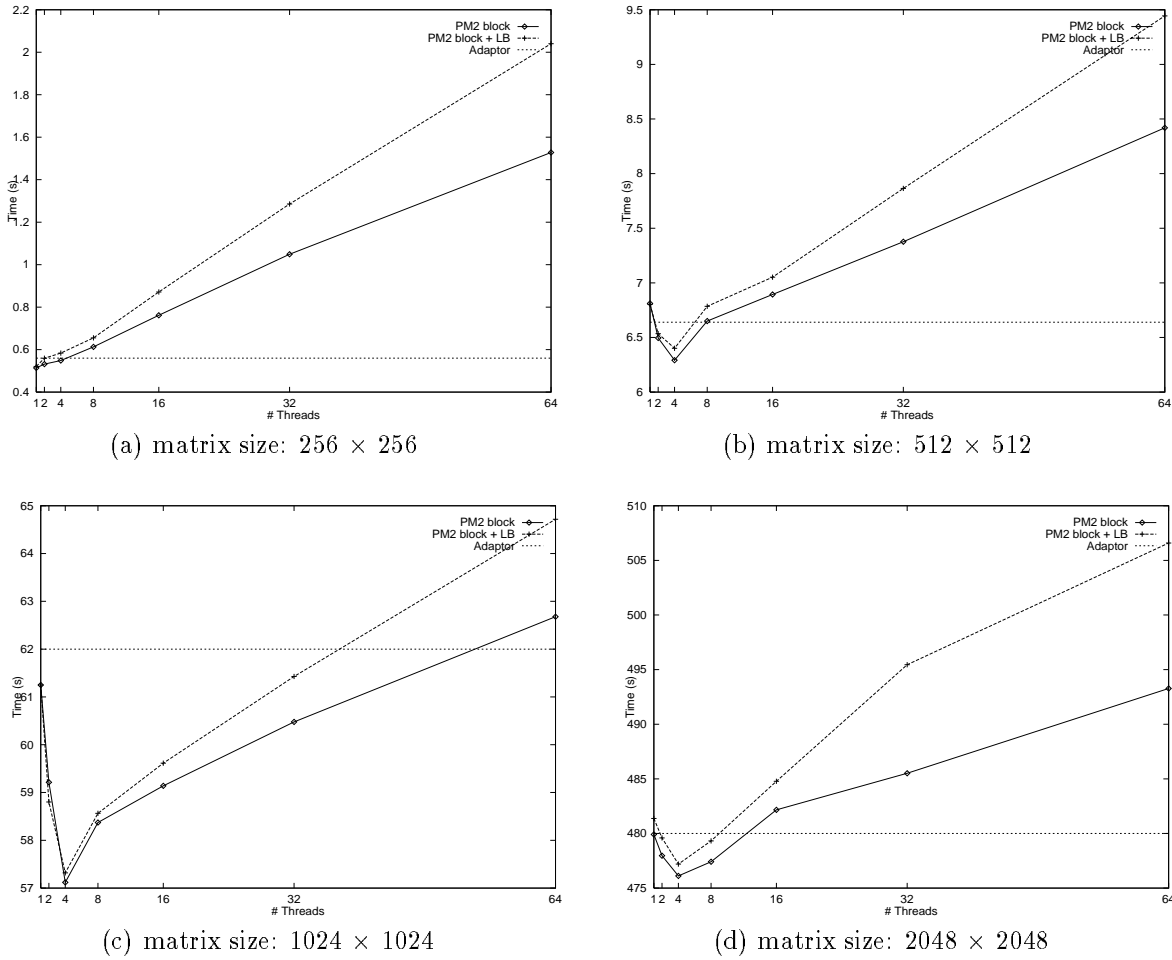 2.2
2
1.8
1.6
1.4
1.2
1
0.8
0.6
0.4
Time (s)
1 2 4 8 16 32 64
# Threads
PM2 block
PM2 block + LB
Adaptor
(a) matrix size: 256 × 256
9.5
9
8.5
8
7.5
7
6.5
6
Time (s)
1 2 4 8 16 32 64
# Threads
PM2 block
PM2 block + LB
Adaptor
(b) matrix size: 512 × 512
65
64
63
62
61
60
59
58
57
Time (s)
1 2 4 8 16 32 64
# Threads
PM2 block
PM2 block + LB
Adaptor
(c) matrix size: 1024 × 1024
510
505
500
495
490
485
480
475
Time (s)
1 2 4 8 16 32 64
# Threads
PM2 block
PM2 block + LB
Adaptor
(d) matrix size: 2048 × 2048